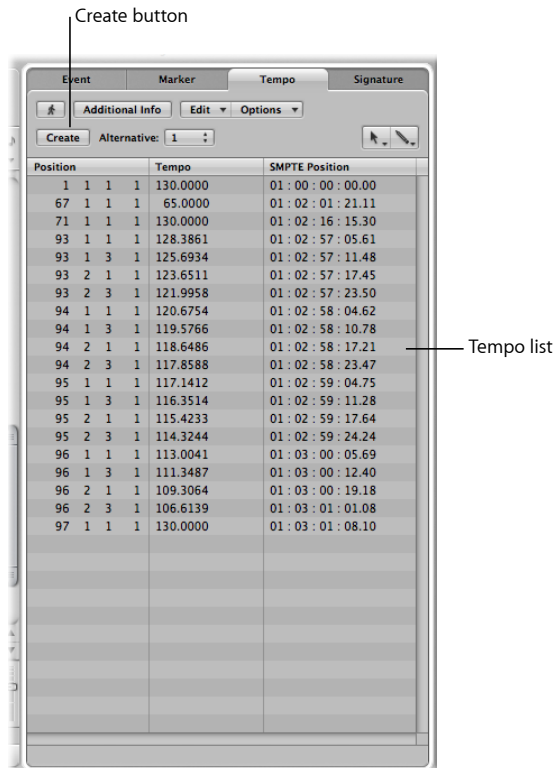 Create button
Event Marker Tempo Signature
Additional Info Edit Options
Create Alternative: 1
Position Tempo SMPTE Position
1 1 1 1 130.0000 01 : 00 : 00 : 00.00
67 1 1 1 65.0000 01 : 02 : 01 : 21.11
71 1 1 1 130.0000 01 : 02 : 16 : 15.30
93 1 1 1 128.3861 01 : 02 : 57 : 05.61
93 1 3 1 125.6934 01 : 02 : 57 : 11.48
93 2 1 1 123.6511 01 : 02 : 57 : 17.45
93 2 3 1 121.9958 01 : 02 : 57 : 23.50
94 1 1 1 120.6754 01 : 02 : 58 : 04.62
94 1 3 1 119.5766 01 : 02 : 58 : 10.78
94 2 1 1 118.6486 01 : 02 : 58 : 17.21
Tempo list
94 2 3 1 117.8588 01 : 02 : 58 : 23.47
95 1 1 1 117.1412 01 : 02 : 59 : 04.75
95 1 3 1 116.3514 01 : 02 : 59 : 11.28
95 2 1 1 115.4233 01 : 02 : 59 : 17.64
95 2 3 1 114.3244 01 : 02 : 59 : 24.24
96 1 1 1 113.0041 01 : 03 : 00 : 05.69
96 1 3 1 111.3487 01 : 03 : 00 : 12.40
96 2 1 1 109.3064 01 : 03 : 00 : 19.18
96 2 3 1 106.6139 01 : 03 : 01 : 01.08
97 1 1 1 130.0000 01 : 03 : 01 : 08.10